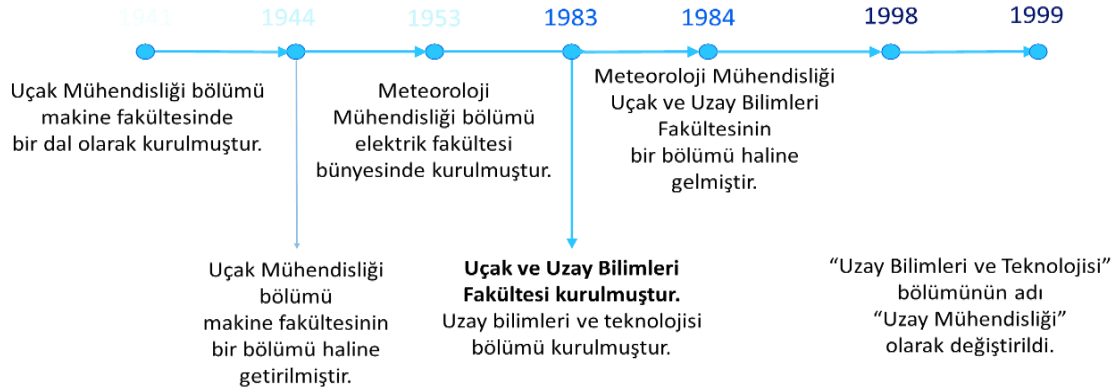 1941 1944 1953 1983 1984 1998 1999
Uçak Mühendisliği bölümü
makine fakültesinde
bir dal olarak kurulmuştur.
Meteoroloji
Mühendisliği bölümü
elektrik fakültesi
bünyesinde kurulmuştur.
Meteoroloji Mühendisliği
Uçak ve Uzay Bilimleri
Fakültesinin
bir bölümü haline
gelmiştir.
Uçak Mühendisliği
bölümü
makine fakültesinin
bir bölümü haline
getirilmiştir.
Uçak ve Uzay Bilimleri
Fakültesi kurulmuştur.
Uzay bilimleri ve teknolojisi
bölümü kurulmuştur.
“Uzay Bilimleri ve Teknolojisi”
bölümünün adı
“Uzay Mühendisliği”
olarak değiştirildi.